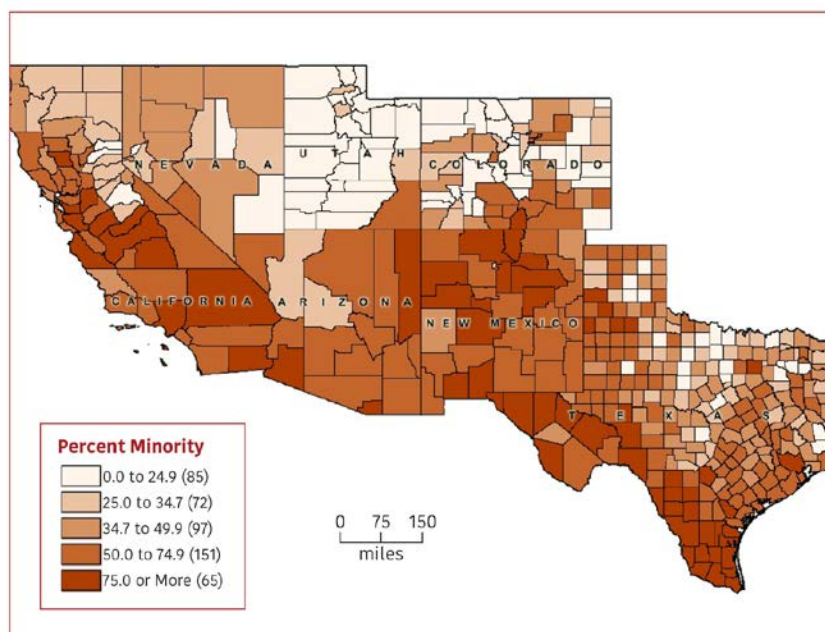 NEVADA
UTAH
COLORADO
CALIFORNIA
ARIZONA
NEW MEXICO
TEXAS
Percent Minority
0.0 to 24.9 (85)
25.0 to 34.7 (72)
34.7 to 49.9 (97)
50.0 to 74.9 (151)
75.0 or More (65)
0 75 150
miles